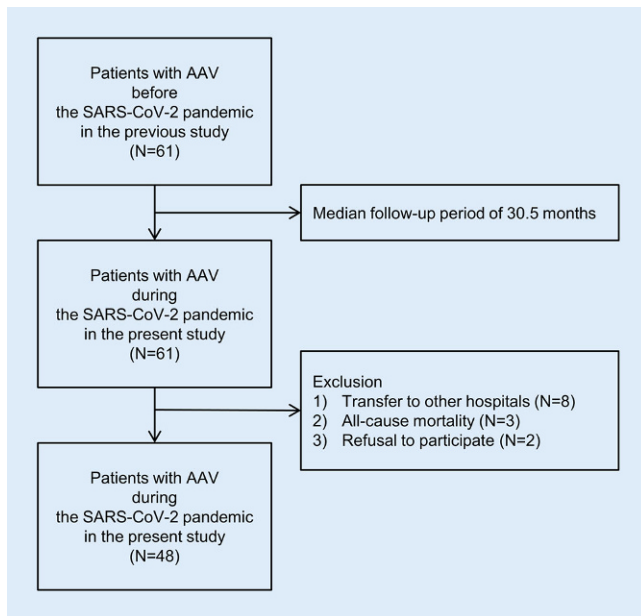 Patients with AAV
before
the SARS-CoV-2 pandemic
in the previous study
(N=61)
Median follow-up period of 30.5 months
Patients with AAV
during
the SARS-CoV-2 pandemic
in the present study
(N=61)
Exclusion
1) Transfer to other hospitals (N=8)
2) All-cause mortality (N=3)
3) Refusal to participate (N=2)
Patients with AAV
during
the SARS-CoV-2 pandemic
in the present study
(N=48)